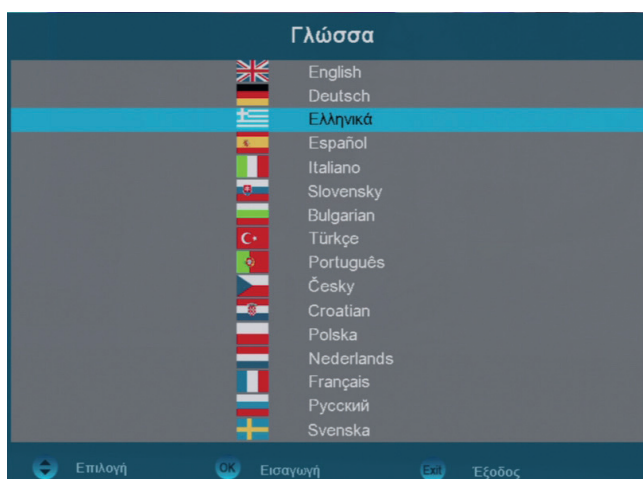 Γλώσσα
English
Deutsch
Ελληνικά
Español
Italiano
Slovensky
Bulgarian
Türkçe
Português
Česky
Croatian
Polska
Nederlands
Français
Русский
Svenska
Επιλογή OK Εισαγωγή Exit Έξοδος